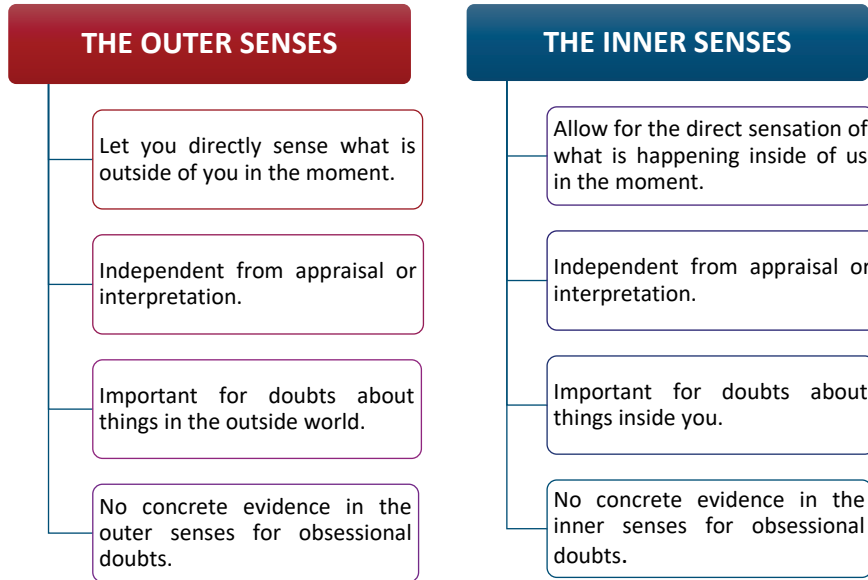 THE OUTER SENSES
Let you directly sense what is
outside of you in the moment.
Independent from appraisal or
interpretation.
Important for doubts about
things in the outside world.
No concrete evidence in the
outer senses for obsessional
doubts.
THE INNER SENSES
Allow for the direct sensation of
what is happening inside of us
in the moment.
Independent from appraisal or
interpretation.
Important for doubts about
things inside you.
No concrete evidence in the
inner senses for obsessional
doubts.